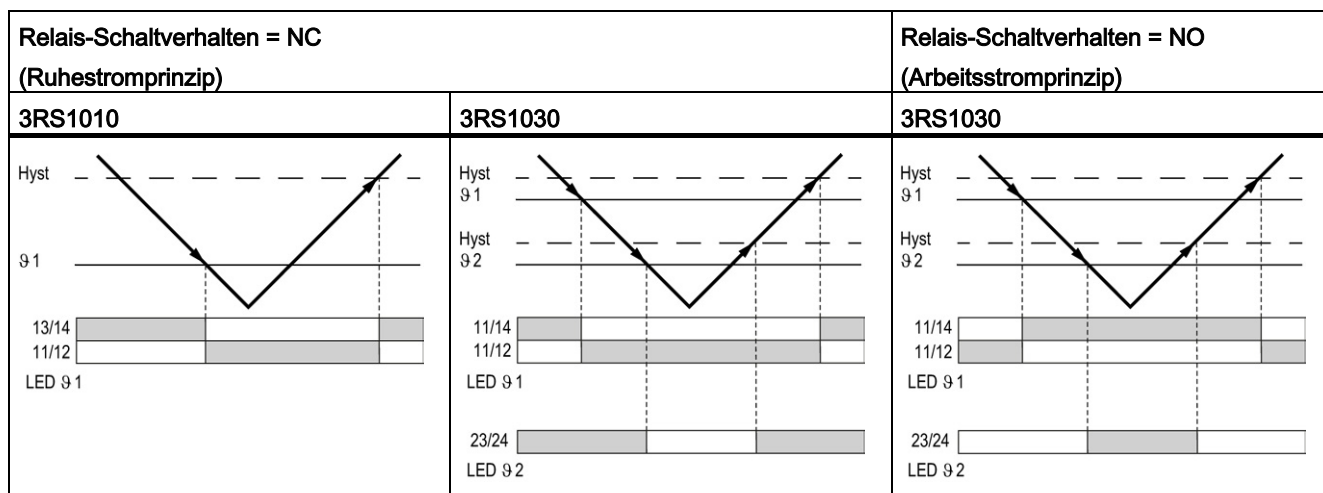 Relais-Schaltverhalten = NC
(Ruhestromprinzip)
Relais-Schaltverhalten = NO
(Arbeitsstromprinzip)
3RS1010
3RS1030
3RS1030
Hyst
ϑ1
13/14
11/12
LED ϑ1
Hyst
ϑ1
Hyst
ϑ2
11/14
11/12
LED ϑ1
23/24
LED ϑ2
Hyst
ϑ1
Hyst
ϑ2
11/14
11/12
LED ϑ1
23/24
LED ϑ2